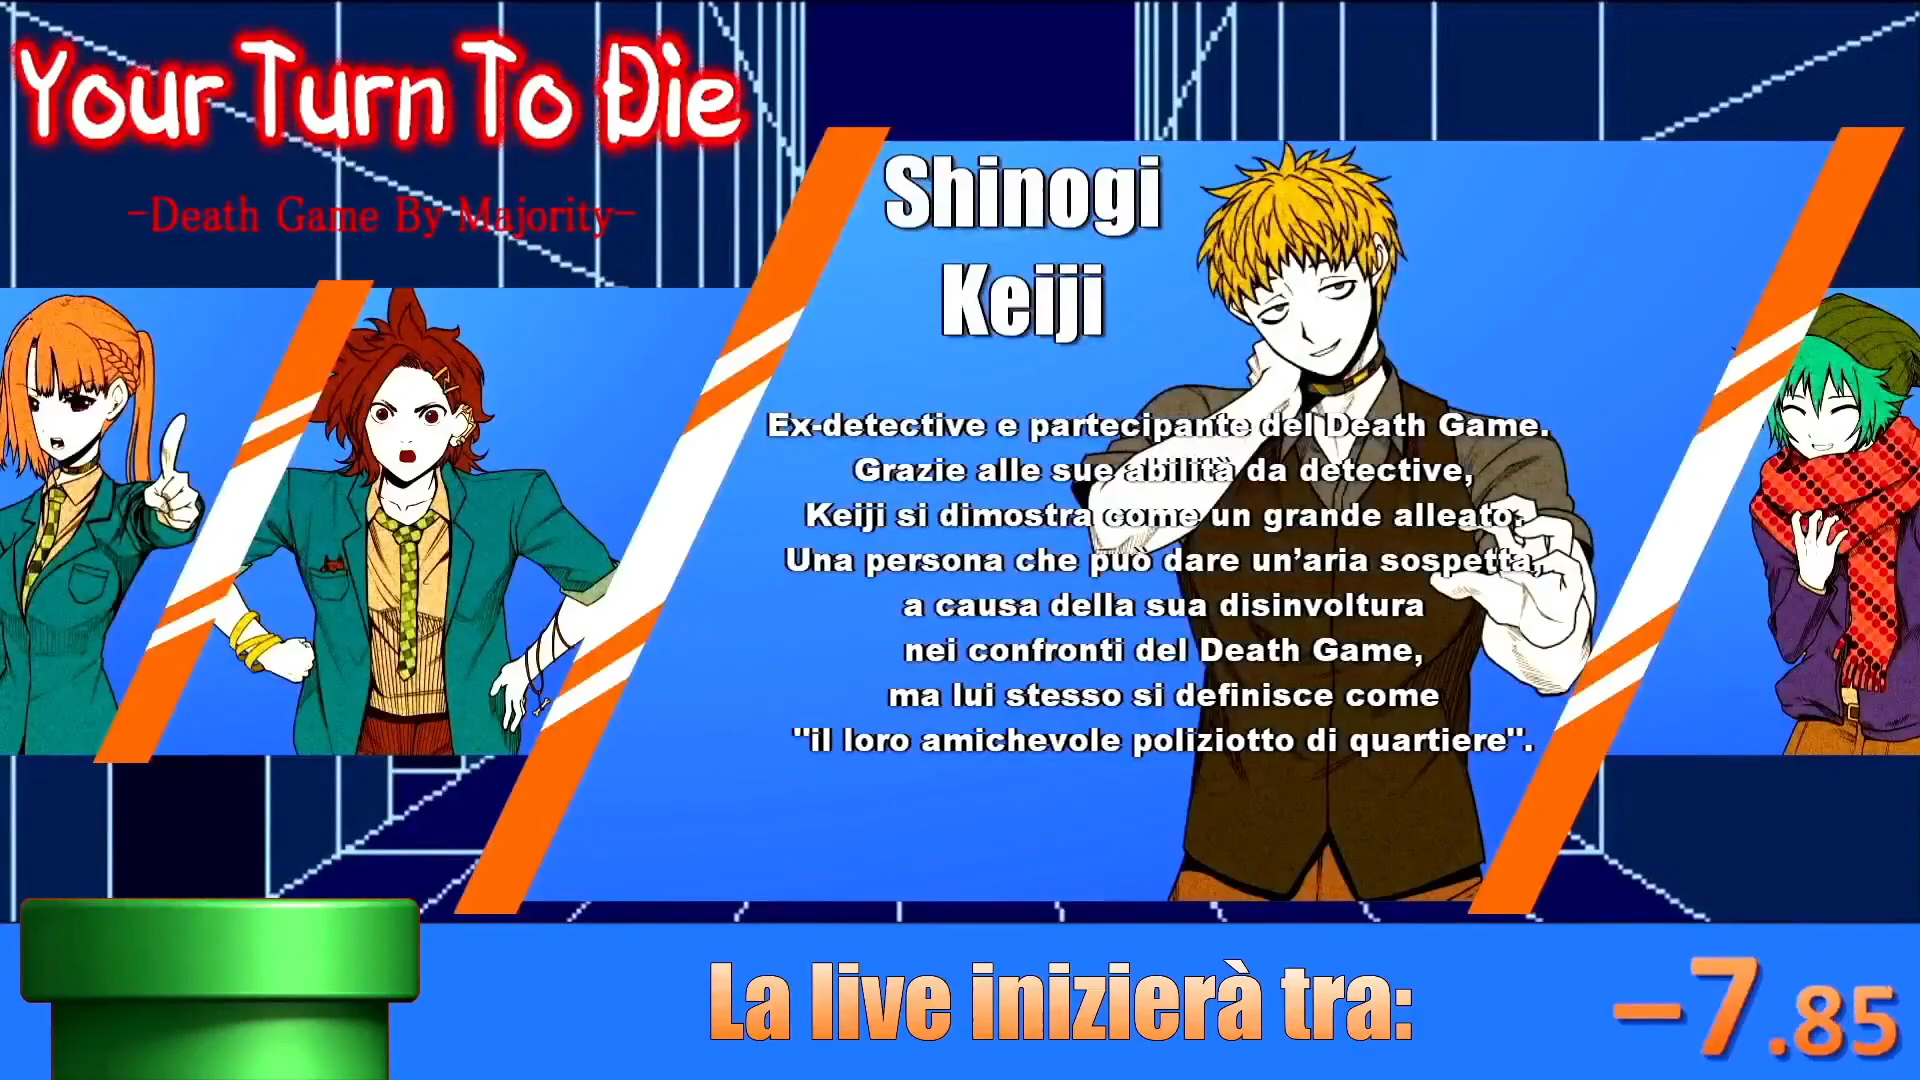 Your Turn To Die
-Death Game By Majority-
Shinogi
Keiji
Ex-detective e partecipante del Death Game.
Grazie alle sue abilità da detective,
Keiji si dimostra come un grande alleato.
Una persona che può dare un’aria sospetta,
a causa della sua disinvoltura
nei confronti del Death Game,
ma lui stesso si definisce come
"il loro amichevole poliziotto di quartiere".
La live inizierà tra:
-7.85